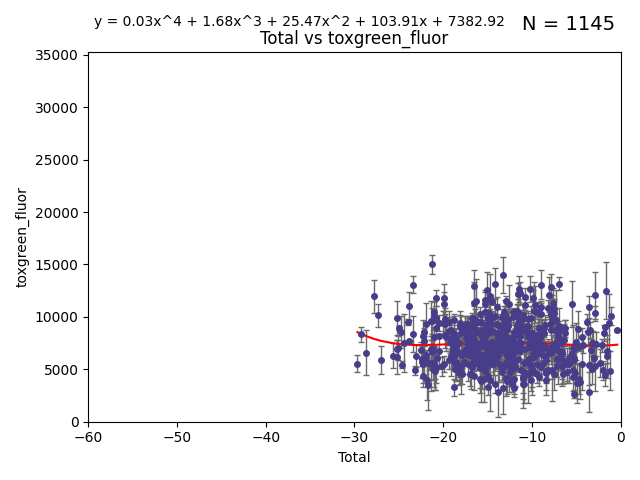 y = 0.03x^4 + 1.68x^3 + 25.47x^2 + 103.91x + 7382.92
N = 1145
Total vs toxgreen_fluor
35000
30000
25000
20000
15000
10000
5000
0
toxgreen_fluor
−60 −50 −40 −30 −20 −10 0
Total